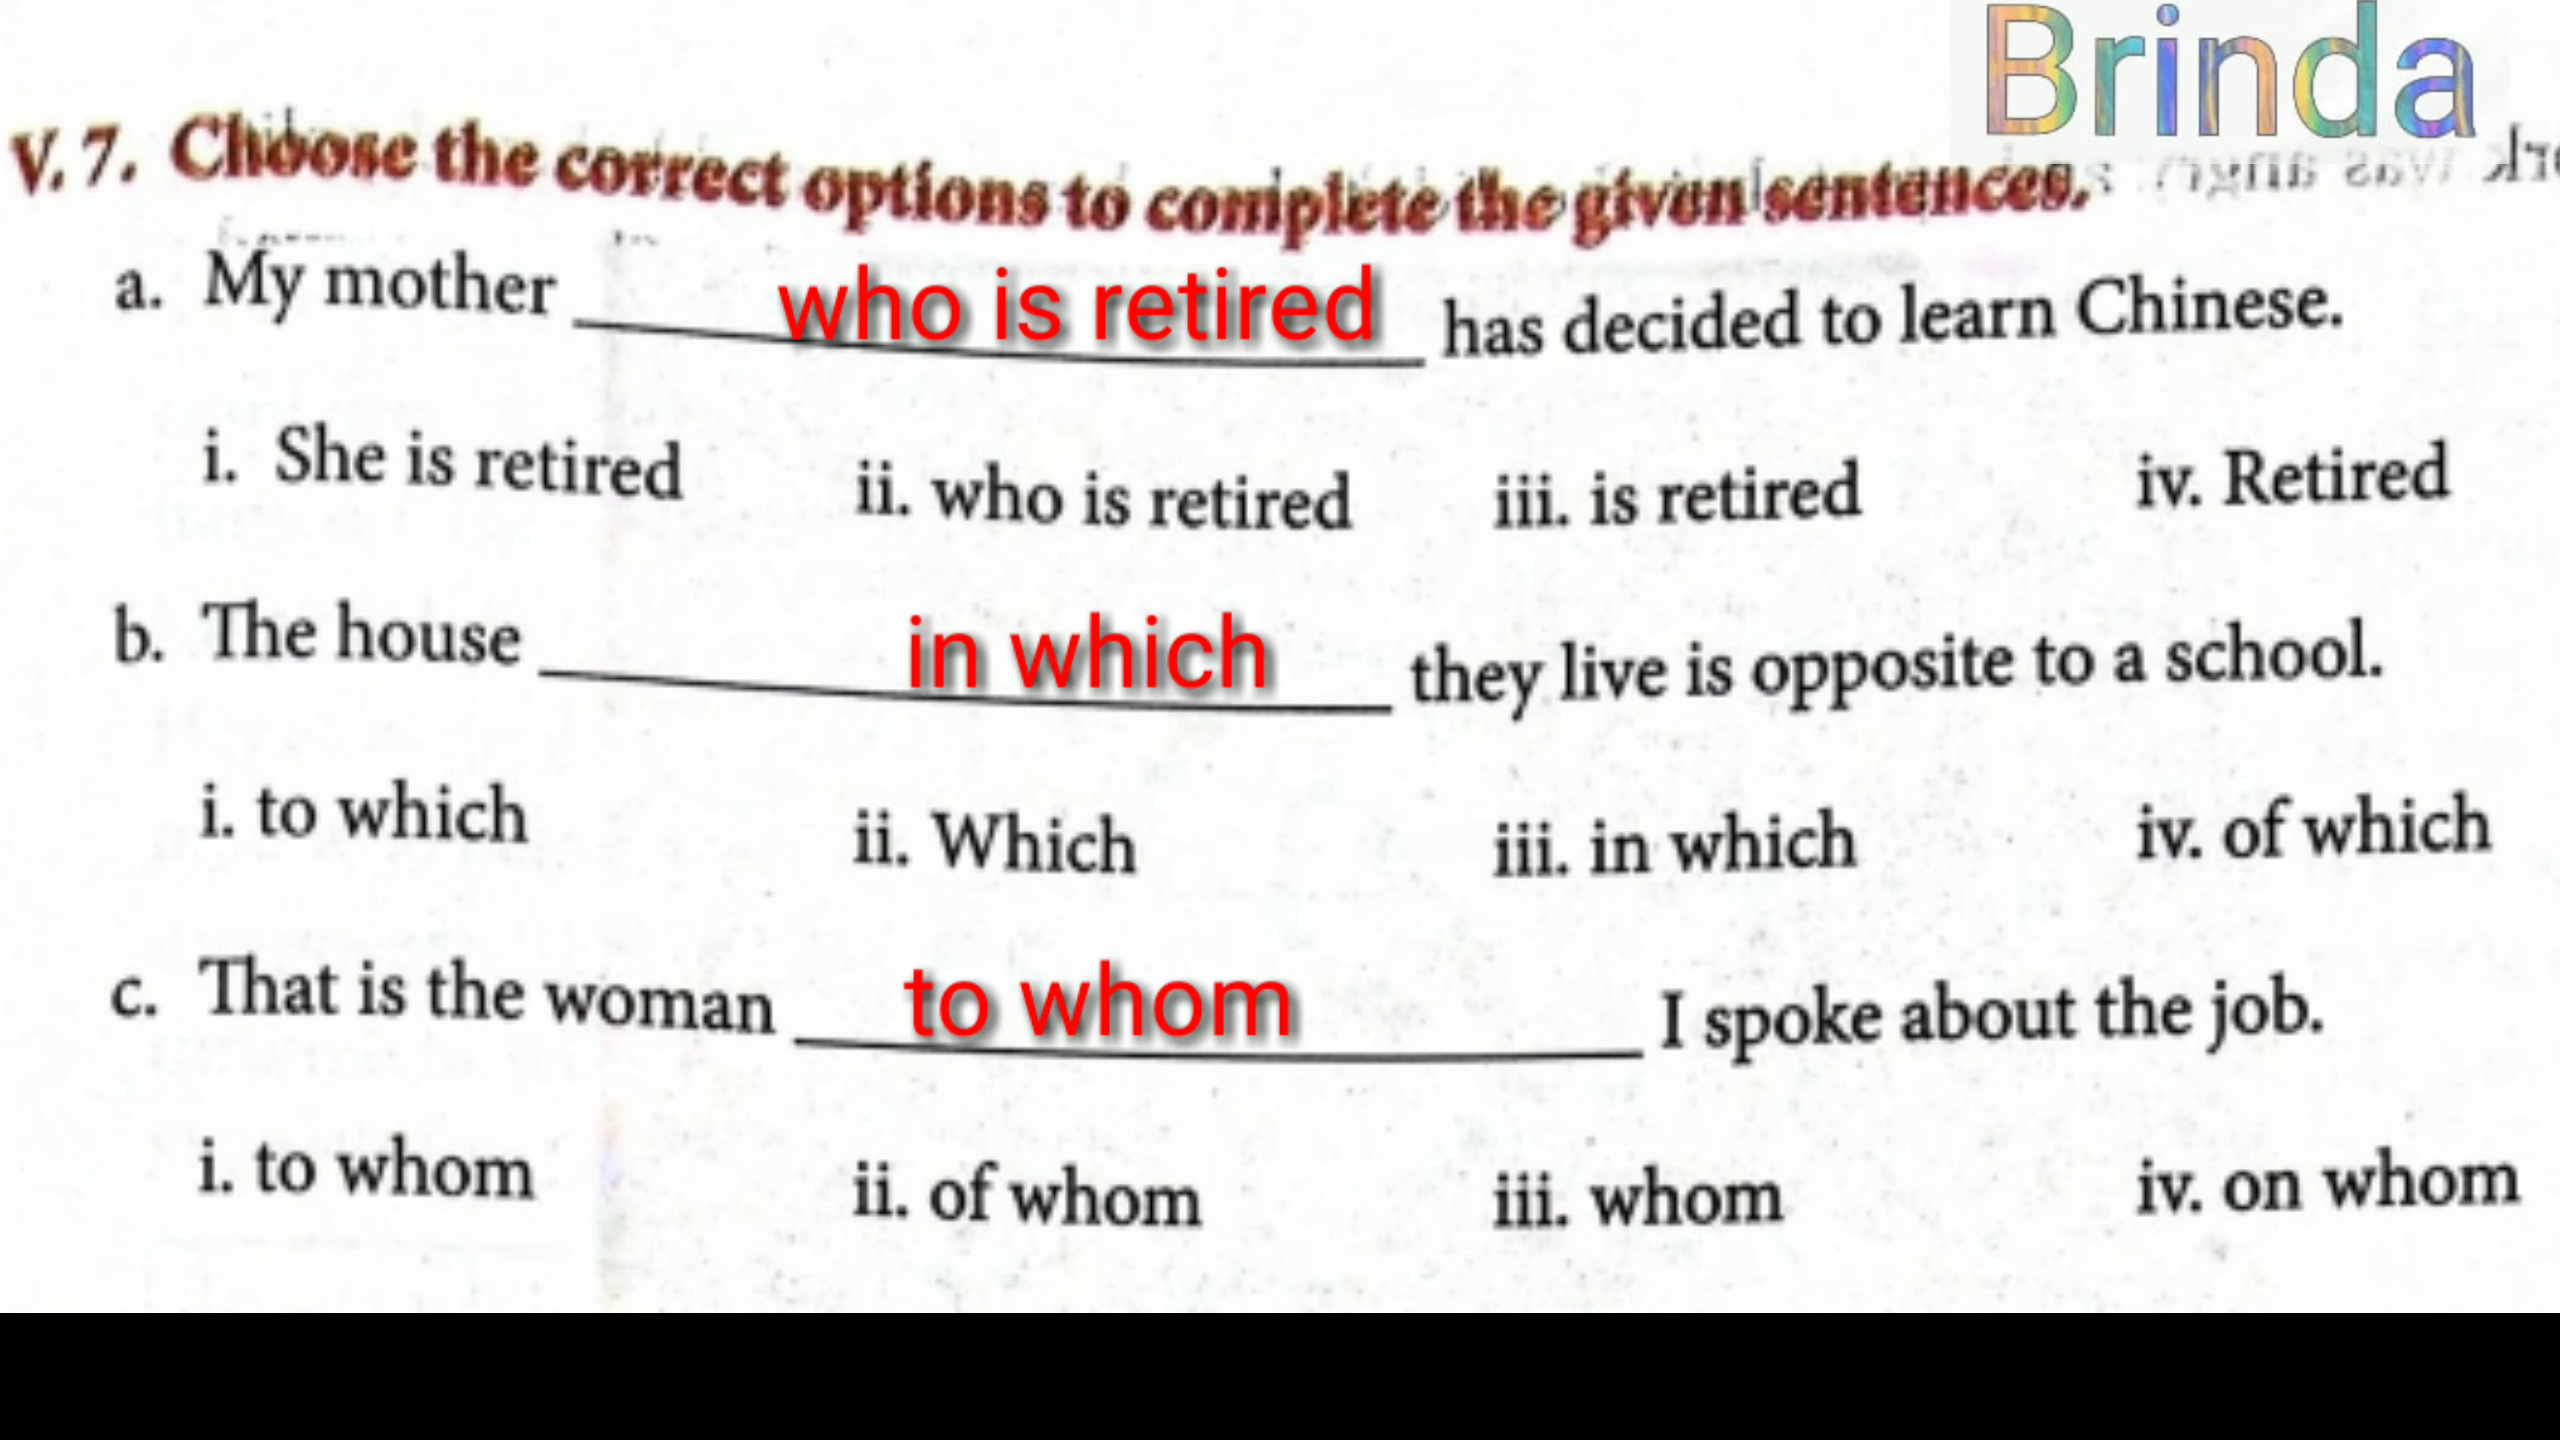 Brinda
V. 7. Choose the correct options to complete the given sentences.
a. My mother who is retired has decided to learn Chinese.
i. She is retired ii. who is retired iii. is retired iv. Retired
b. The house in which they live is opposite to a school.
i. to which ii. Which iii. in which iv. of which
c. That is the woman to whom I spoke about the job.
i. to whom ii. of whom iii. whom iv. on whom